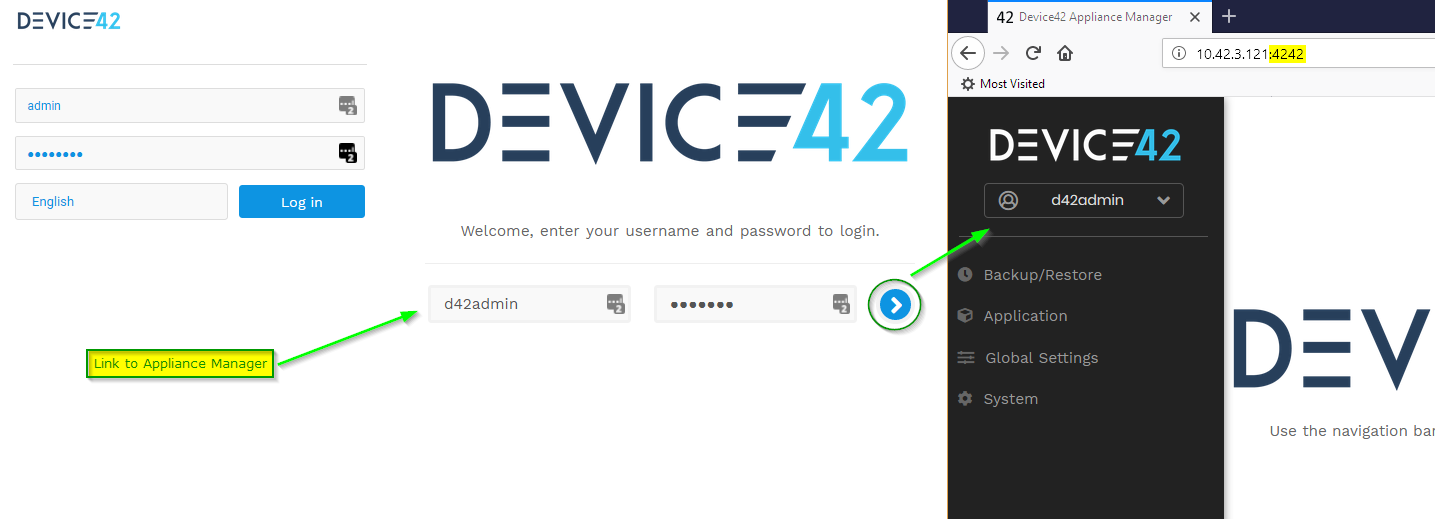 DEVICE42
admin
••••••••
English
Log in
Link to Appliance Manager
DEVICE42
Welcome, enter your username and password to login.
d42admin
•••••••
42 Device42 Appliance Manager
10.42.3.121:4242
Most Visited
DEVICE42
d42admin
Backup/Restore
Application
Global Settings
System
DEVI
Use the navigation bar